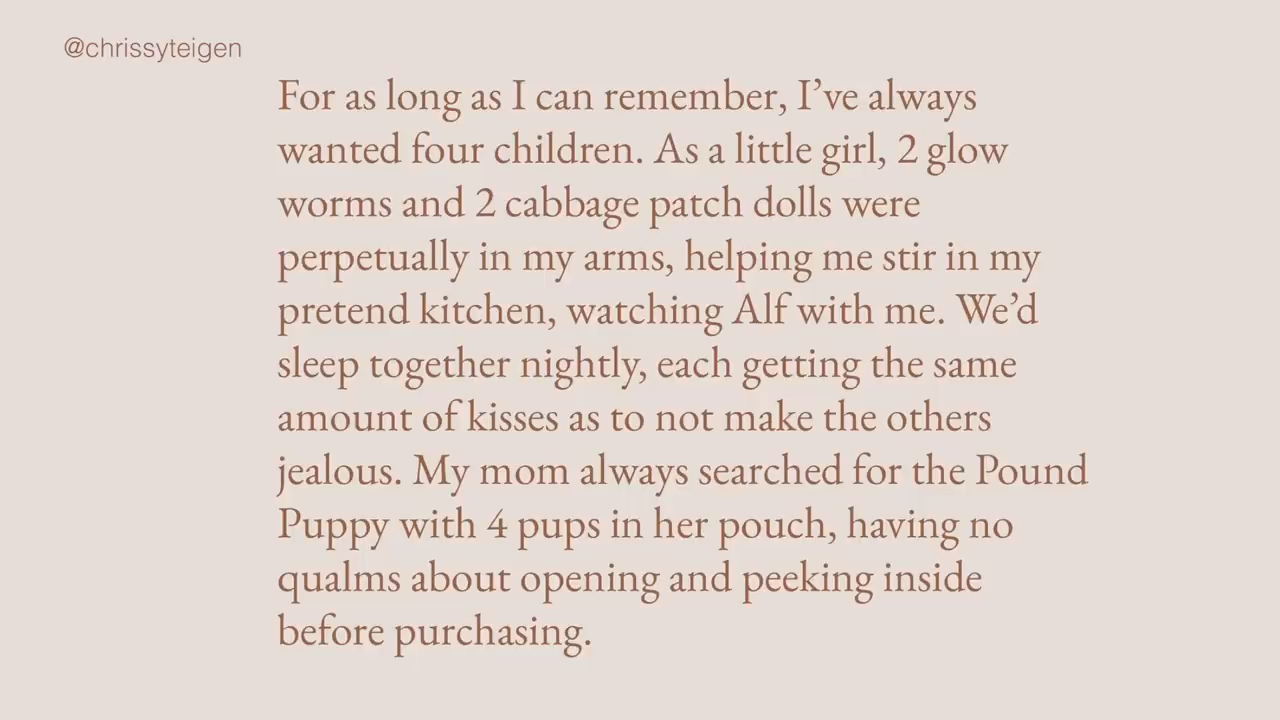 @chrissyteigen
For as long as I can remember, I’ve always
wanted four children. As a little girl, 2 glow
worms and 2 cabbage patch dolls were
perpetually in my arms, helping me stir in my
pretend kitchen, watching Alf with me. We’d
sleep together nightly, each getting the same
amount of kisses as to not make the others
jealous. My mom always searched for the Pound
Puppy with 4 pups in her pouch, having no
qualms about opening and peeking inside
before purchasing.